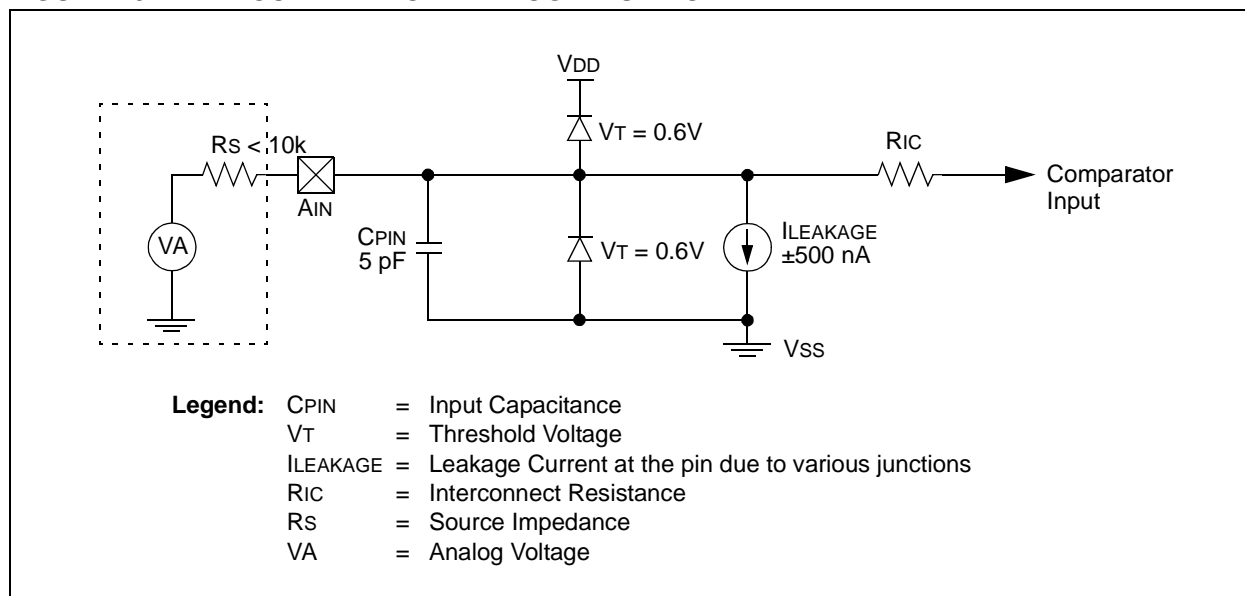 VDD
VT = 0.6V
RS < 10k
RIC
AIN
Comparator
Input
VA
CPIN
5 pF
VT = 0.6V
ILEAKAGE
±500 nA
VSS
Legend: CPIN = Input Capacitance
VT = Threshold Voltage
ILEAKAGE = Leakage Current at the pin due to various junctions
RIC = Interconnect Resistance
RS = Source Impedance
VA = Analog Voltage